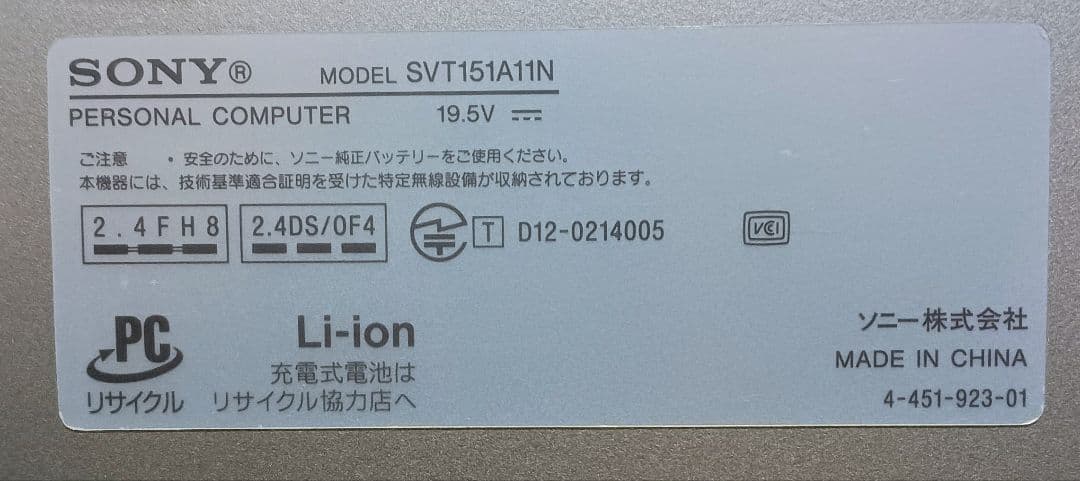 SONY® MODEL SVT151A11N
PERSONAL COMPUTER 19.5V
ご注意 ・安全のために、ソニー純正バッテリーをご使用ください。
本機器には、技術基準適合証明を受けた特定無線設備が収納されております。
2.4FH8 2.4DS/OF4 T D12-0214005 VCI
PC
リサイクル
Li-ion
充電式電池は
リサイクル協力店へ
ソニー株式会社
MADE IN CHINA
4-451-923-01